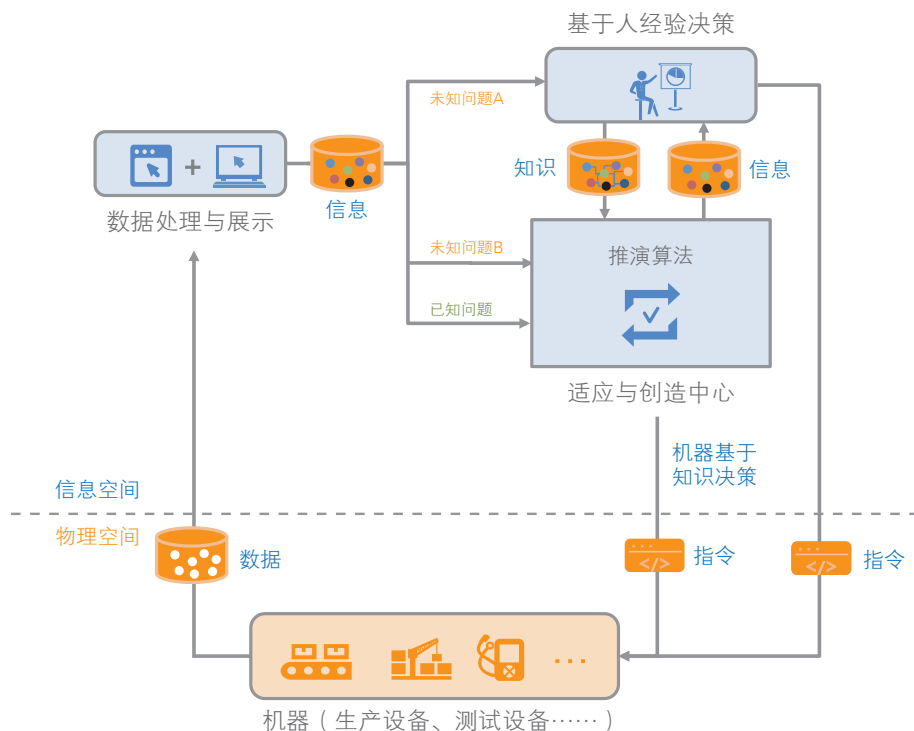 基于人经验决策
未知问题A
知识
信息
信息
数据处理与展示
未知问题B
推演算法
已知问题
适应与创造中心
机器基于
知识决策
信息空间
物理空间
数据
指令
指令
机器（生产设备、测试设备……）